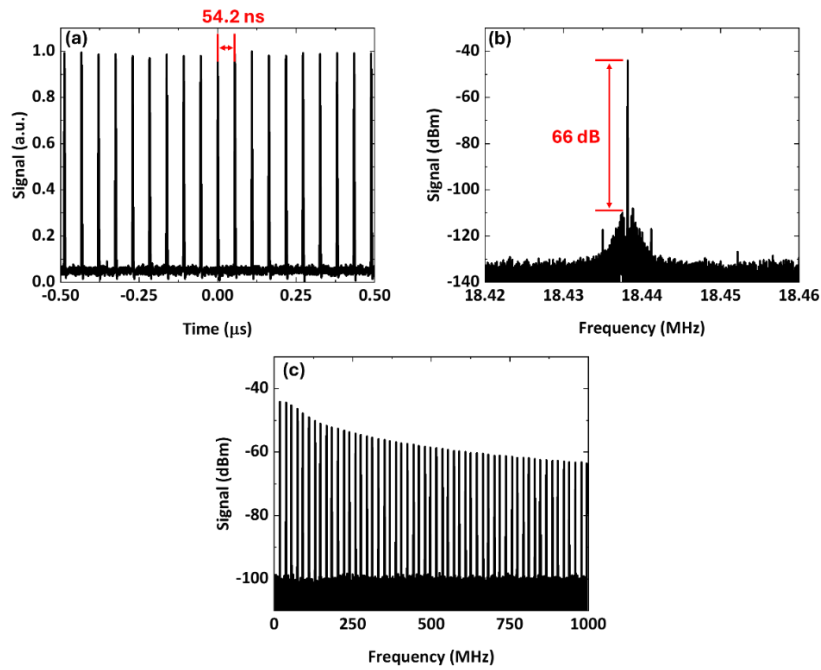 54.2 ns
(a)
1.0
0.8
0.6
0.4
0.2
0.0
Signal (a.u.)
-0.50
-0.25
0.00
0.25
0.50
Time (μs)
(b)
-40
-60
-80
-100
-120
-140
Signal (dBm)
66 dB
18.42
18.43
18.44
18.45
18.46
Frequency (MHz)
(c)
-40
-60
-80
-100
Signal (dBm)
0
250
500
750
1000
Frequency (MHz)